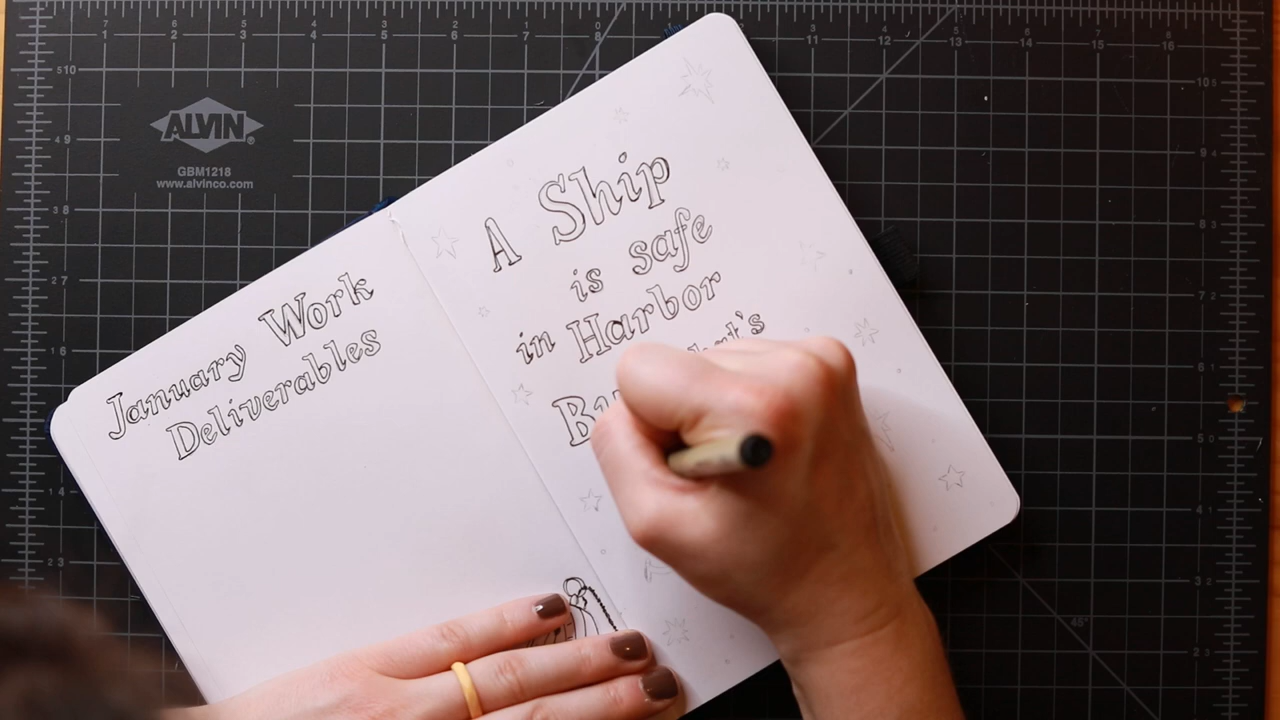 ALVIN
GBM1218
www.alvinco.com
January Work
Deliverables
A Ship
is safe
in Harbor